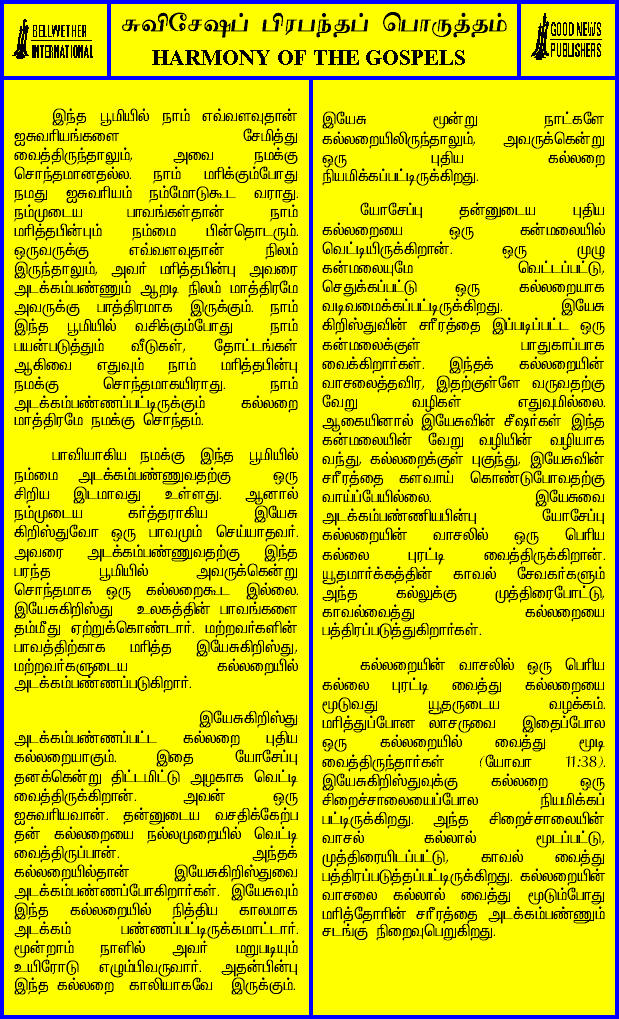 BELLWETHER
INTERNATIONAL
சுவிசேஷப் பிரபந்தப் பொருத்தம்
HARMONY OF THE GOSPELS
GOOD NEWS
PUBLISHERS
இந்த பூமியில் நாம் எவ்வளவுதான்
ஐசுவரியங்களை சேமித்து
வைத்திருந்தாலும், அவை நமக்கு
சொந்தமானதல்ல. நாம் மரிக்கும்போது
நமது ஐசுவரியம் நம்மோடுகூட வராது.
நம்முடைய பாவங்கள்தான் நாம்
மரித்தபின்பும் நம்மை பின்தொடரும்.
ஒருவருக்கு எவ்வளவுதான் நிலம்
இருந்தாலும், அவர் மரித்தபின்பு அவரை
அடக்கம்பண்ணும் ஆறடி நிலம் மாத்திரமே
அவருக்கு பாத்திரமாக இருக்கும். நாம்
இந்த பூமியில் வசிக்கும்போது நாம்
பயன்படுத்தும் வீடுகள், தோட்டங்கள்
ஆகியவை எதுவும் நாம் மரித்தபின்பு
நமக்கு சொந்தமாகயிராது. நாம்
அடக்கம்பண்ணப்பட்டிருக்கும் கல்லறை
மாத்திரமே நமக்கு சொந்தம்.
பாவியாகிய நமக்கு இந்த பூமியில்
நம்மை அடக்கம்பண்ணுவதற்கு ஒரு
சிறிய இடமாவது உள்ளது. ஆனால்
நம்முடைய கர்த்தராகிய இயேசு
கிறிஸ்துவோ ஒரு பாவமும் செய்யாதவர்.
அவரை அடக்கம்பண்ணுவதற்கு இந்த
பரந்த பூமியில் அவருக்கென்று
சொந்தமாக ஒரு கல்லறைகூட இல்லை.
இயேசுகிறிஸ்து உலகத்தின் பாவங்களை
தம்மீது ஏற்றுக்கொண்டார். மற்றவர்களின்
பாவத்திற்காக மரித்த இயேசுகிறிஸ்து,
மற்றவர்களுடைய கல்லறையில்
அடக்கம்பண்ணப்படுகிறார்.
இயேசுகிறிஸ்து
அடக்கம்பண்ணப்பட்ட கல்லறை புதிய
கல்லறையாகும். இதை யோசேப்பு
தனக்கென்று திட்டமிட்டு அழகாக வெட்டி
வைத்திருக்கிறான். அவன் ஒரு
ஐசுவரியவான். தன்னுடைய வசதிக்கேற்ப
தன் கல்லறையை நல்லமுறையில் வெட்டி
வைத்திருப்பான். அந்தக்
கல்லறையில்தான் இயேசுகிறிஸ்துவை
அடக்கம்பண்ணப்போகிறார்கள். இயேசுவும்
இந்த கல்லறையில் நித்திய காலமாக
அடக்கம் பண்ணப்பட்டிருக்கமாட்டார்.
மூன்றாம் நாளில் அவர் மறுபடியும்
உயிரோடு எழும்பிவருவார். அதன்பின்பு
இந்த கல்லறை காலியாகவே இருக்கும்.
இயேசு மூன்று நாட்களே
கல்லறையிலிருந்தாலும், அவருக்கென்று
ஒரு புதிய கல்லறை
நியமிக்கப்பட்டிருக்கிறது.
யோசேப்பு தன்னுடைய புதிய
கல்லறையை ஒரு கன்மலையில்
வெட்டியிருக்கிறான். ஒரு முழு
கன்மலையுமே வெட்டப்பட்டு,
செதுக்கப்பட்டு ஒரு கல்லறையாக
வடிவமைக்கப்பட்டிருக்கிறது. இயேசு
கிறிஸ்துவின் சரீரத்தை இப்படிப்பட்ட ஒரு
கன்மலைக்குள் பாதுகாப்பாக
வைக்கிறார்கள். இந்தக் கல்லறையின்
வாசலைத்தவிர, இதற்குள்ளே வருவதற்கு
வேறு வழிகள் எதுவுமில்லை.
ஆகையினால் இயேசுவின் சீஷர்கள் இந்த
கன்மலையின் வேறு வழியின் வழியாக
வந்து, கல்லறைக்குள் புகுந்து, இயேசுவின்
சரீரத்தை களவாய் கொண்டுபோவதற்கு
வாய்ப்பேயில்லை. இயேசுவை
அடக்கம்பண்ணியபின்பு யோசேப்பு
கல்லறையின் வாசலில் ஒரு பெரிய
கல்லை புரட்டி வைத்திருக்கிறான்.
யூதமார்க்கத்தின் காவல் சேவகர்களும்
அந்த கல்லுக்கு முத்திரைபோட்டு,
காவல்வைத்து கல்லறையை
பத்திரப்படுத்துகிறார்கள்.
கல்லறையின் வாசலில் ஒரு பெரிய
கல்லை புரட்டி வைத்து கல்லறையை
மூடுவது யூதருடைய வழக்கம்.
மரித்துப்போன லாசருவை இதைப்போல
ஒரு கல்லறையில் வைத்து மூடி
வைத்திருந்தார்கள் (யோவா 11:38).
இயேசுகிறிஸ்துவுக்கு கல்லறை ஒரு
சிறைச்சாலையைப்போல நியமிக்கப்
பட்டிருக்கிறது. அந்த சிறைச்சாலையின்
வாசல் கல்லால் மூடப்பட்டு,
முத்திரையிடப்பட்டு, காவல் வைத்து
பத்திரப்படுத்தப்பட்டிருக்கிறது. கல்லறையின்
வாசலை கல்லால் வைத்து மூடும்போது
மரித்தோரின் சரீரத்தை அடக்கம்பண்ணும்
சடங்கு நிறைவுபெறுகிறது.